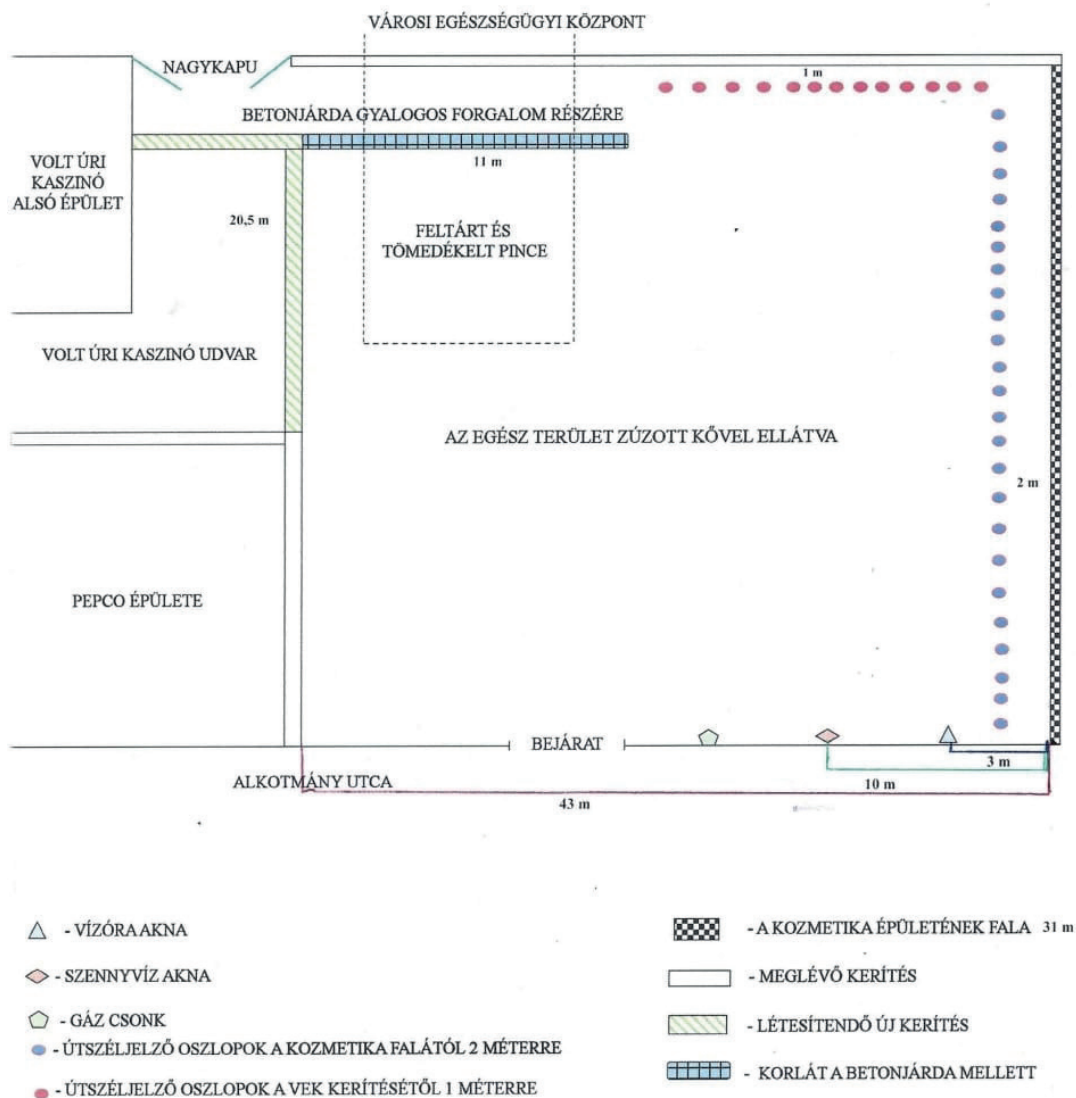 VÁROSI EGÉSZSÉGÜGYI KÖZPONT
NAGYKAPU
1 m
BETONJÁRDA GYALOGOS FORGALOM RÉSZÉRE
11 m
VOLT ÚRI
KASZINÓ
ALSÓ ÉPÜLET
20,5 m
FELTÁRT ÉS
TÖMEDÉKELT PINCE
VOLT ÚRI KASZINÓ UDVAR
AZ EGÉSZ TERÜLET ZÚZOTT KŐVEL ELLÁTVA
2 m
PEPCO ÉPÜLETE
BEJÁRAT
3 m
ALKOTMÁNY UTCA
10 m
43 m
- VÍZÓRA AKNA
- SZENNYVÍZ AKNA
- GÁZ CSONK
- ÚTSZÉLJELZŐ OSZLOPOK A KOZMETIKA FALÁTÓL 2 MÉTERRE
- ÚTSZÉLJELZŐ OSZLOPOK A VEK KERÍTÉSÉTŐL 1 MÉTERRE
- A KOZMETIKA ÉPÜLETÉNEK FALA 31 m
- MEGLÉVŐ KERÍTÉS
- LÉTESÍTENDŐ ÚJ KERÍTÉS
- KORLÁT A BETONJÁRDA MELLETT